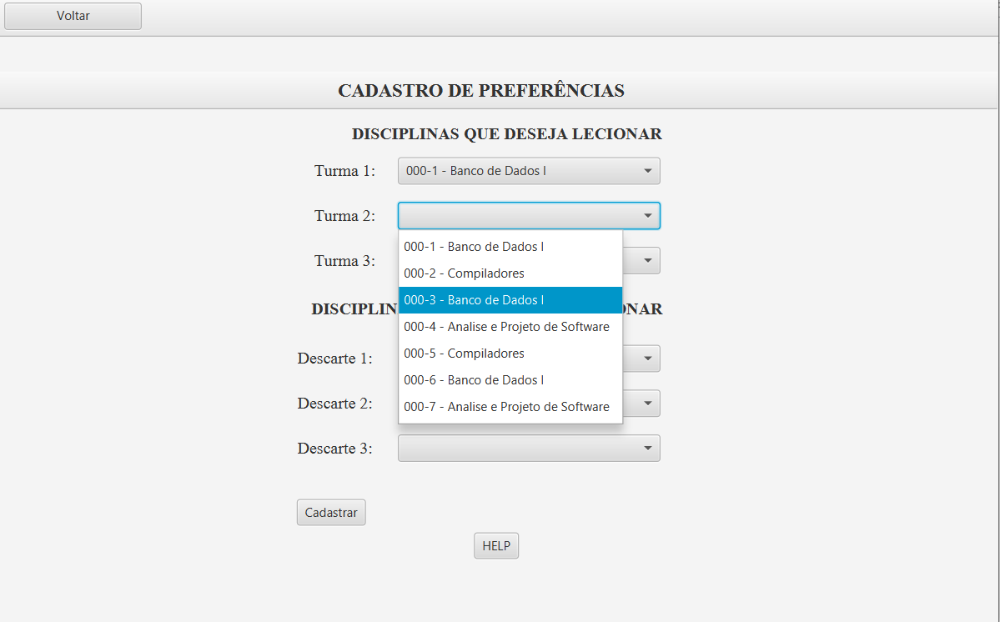 Voltar
CADASTRO DE PREFERÊNCIAS
DISCIPLINAS QUE DESEJA LECIONAR
Turma 1: 000-1 - Banco de Dados I
Turma 2:
000-1 - Banco de Dados I
Turma 3:
000-2 - Compiladores
000-3 - Banco de Dados I
000-4 - Analise e Projeto de Software
000-5 - Compiladores
Descarte 1:
000-6 - Banco de Dados I
Descarte 2:
000-7 - Analise e Projeto de Software
Descarte 3:
Cadastrar
HELP